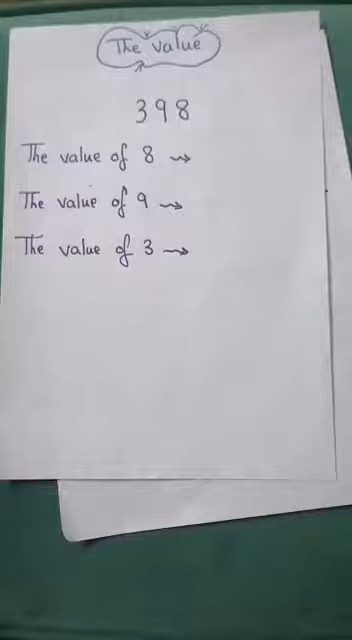 The value
398
The value of 8 ⇝
The value of 9 ⇝
The value of 3 ⇝